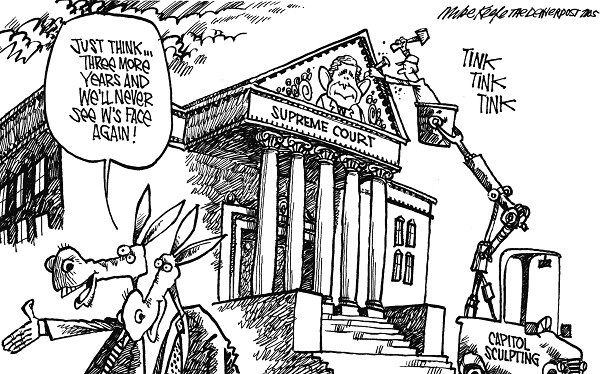 Mike Keefe THE DENVER POST 2005
JUST THINK...
THREE MORE
YEARS AND
WE'LL NEVER
SEE W'S FACE
AGAIN!
TINK
TINK
TINK
SUPREME COURT
CAPITOL
SCULPTING